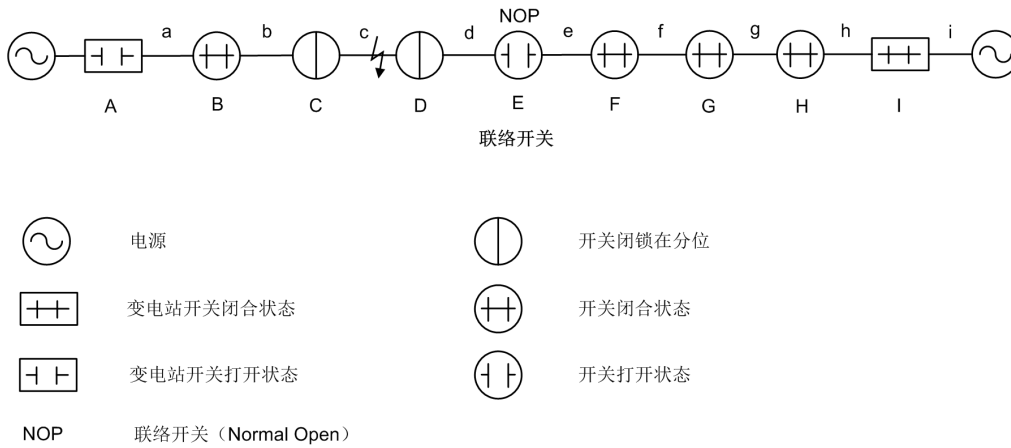 NOP
a b c d e f g h i
A B C D E F G H I
联络开关
电源 开关闭锁在分位
变电站开关闭合状态 开关闭合状态
变电站开关打开状态 开关打开状态
NOP 联络开关（Normal Open）